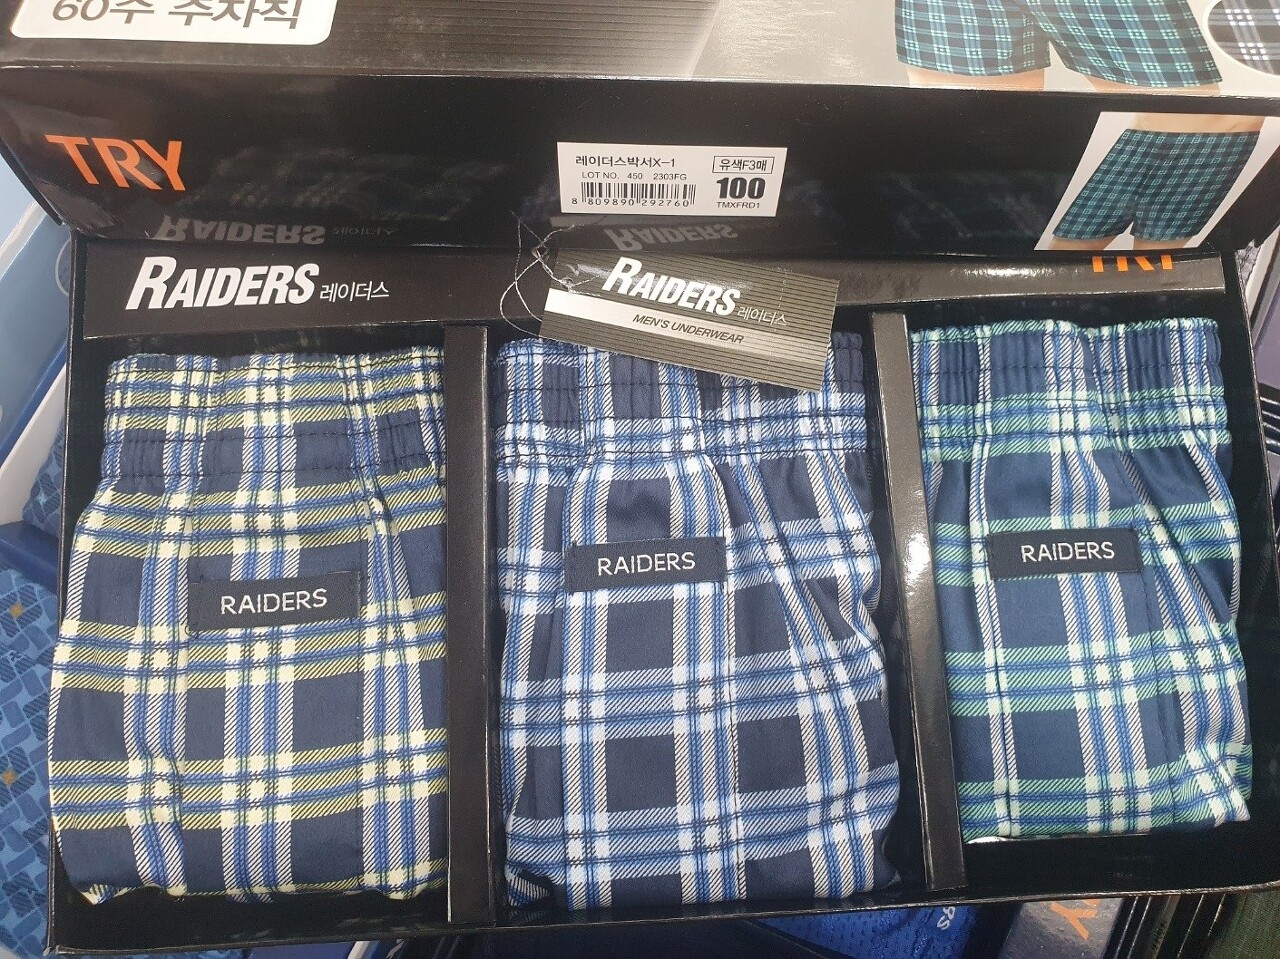 60수 주자직
TRY
레이더스박서X-1
유색F3매
LOT NO. 450 2303FG
100
8 809890 292760
TMXFRD1
RAIDERS 레이더스
RAIDERS 레이더스
MEN'S UNDERWEAR
TRY
RAIDERS
RAIDERS
RAIDERS